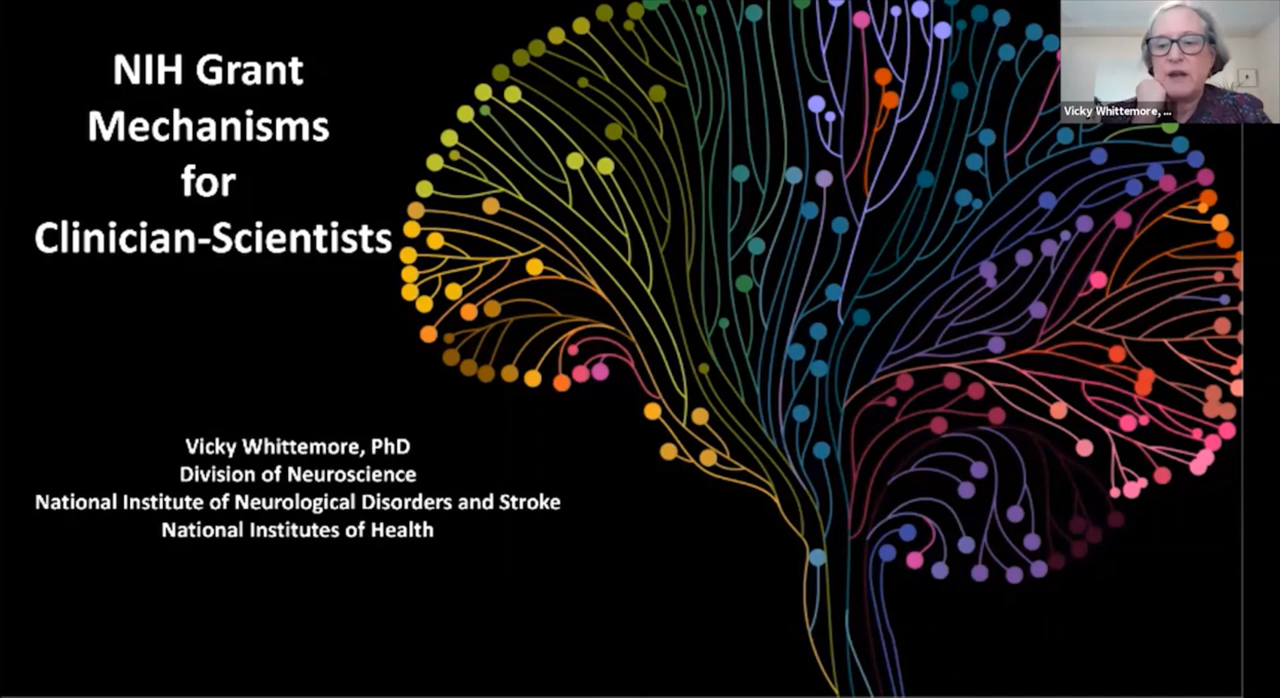 NIH Grant
Mechanisms
for
Clinician-Scientists
Vicky Whittemore, ...
Vicky Whittemore, PhD
Division of Neuroscience
National Institute of Neurological Disorders and Stroke
National Institutes of Health